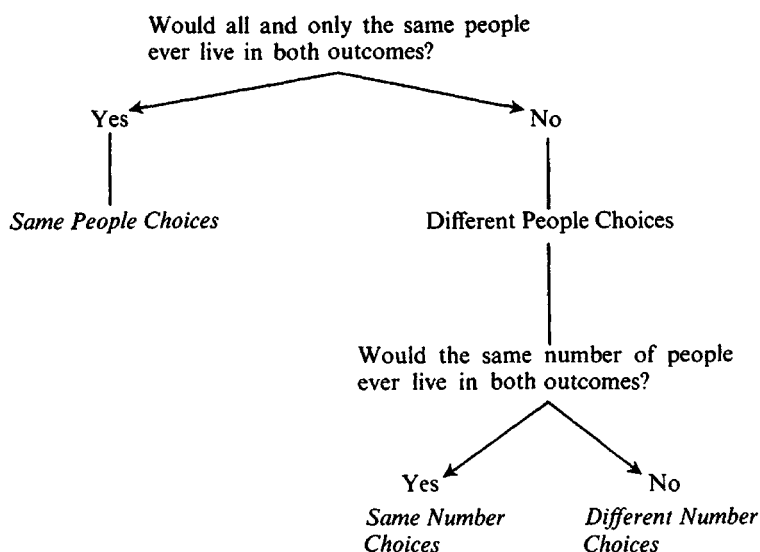 Would all and only the same people
ever live in both outcomes?
Yes
No
Same People Choices
Different People Choices
Would the same number of people
ever live in both outcomes?
Yes
No
Same Number
Choices
Different Number
Choices